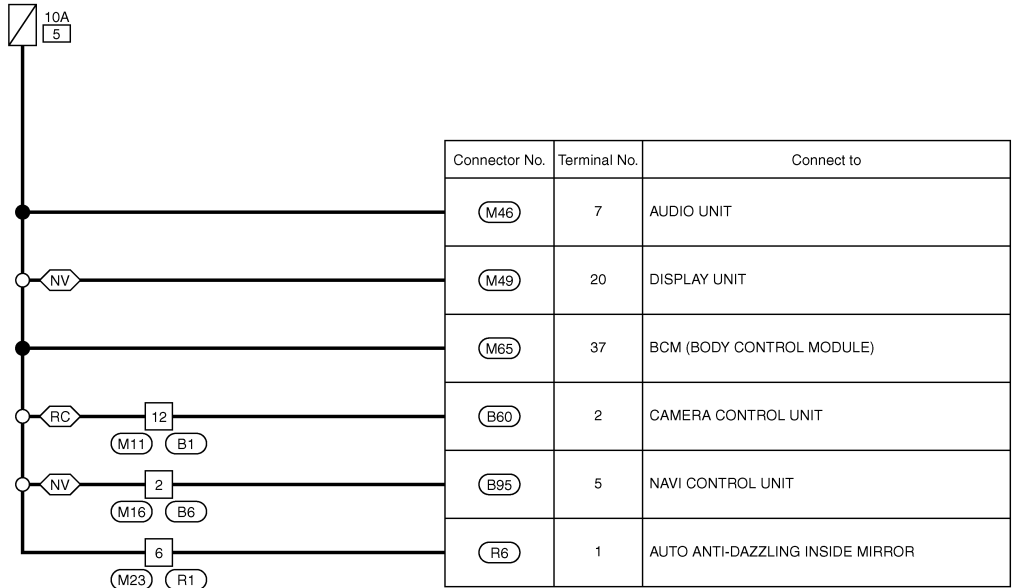 10A
5
Connector No. Terminal No. Connect to
M46 7 AUDIO UNIT
NV M49 20 DISPLAY UNIT
M65 37 BCM (BODY CONTROL MODULE)
RC 12 B60 2 CAMERA CONTROL UNIT
M11 B1
NV 2 B95 5 NAVI CONTROL UNIT
M16 B6
6 R6 1 AUTO ANTI-DAZZLING INSIDE MIRROR
M23 R1